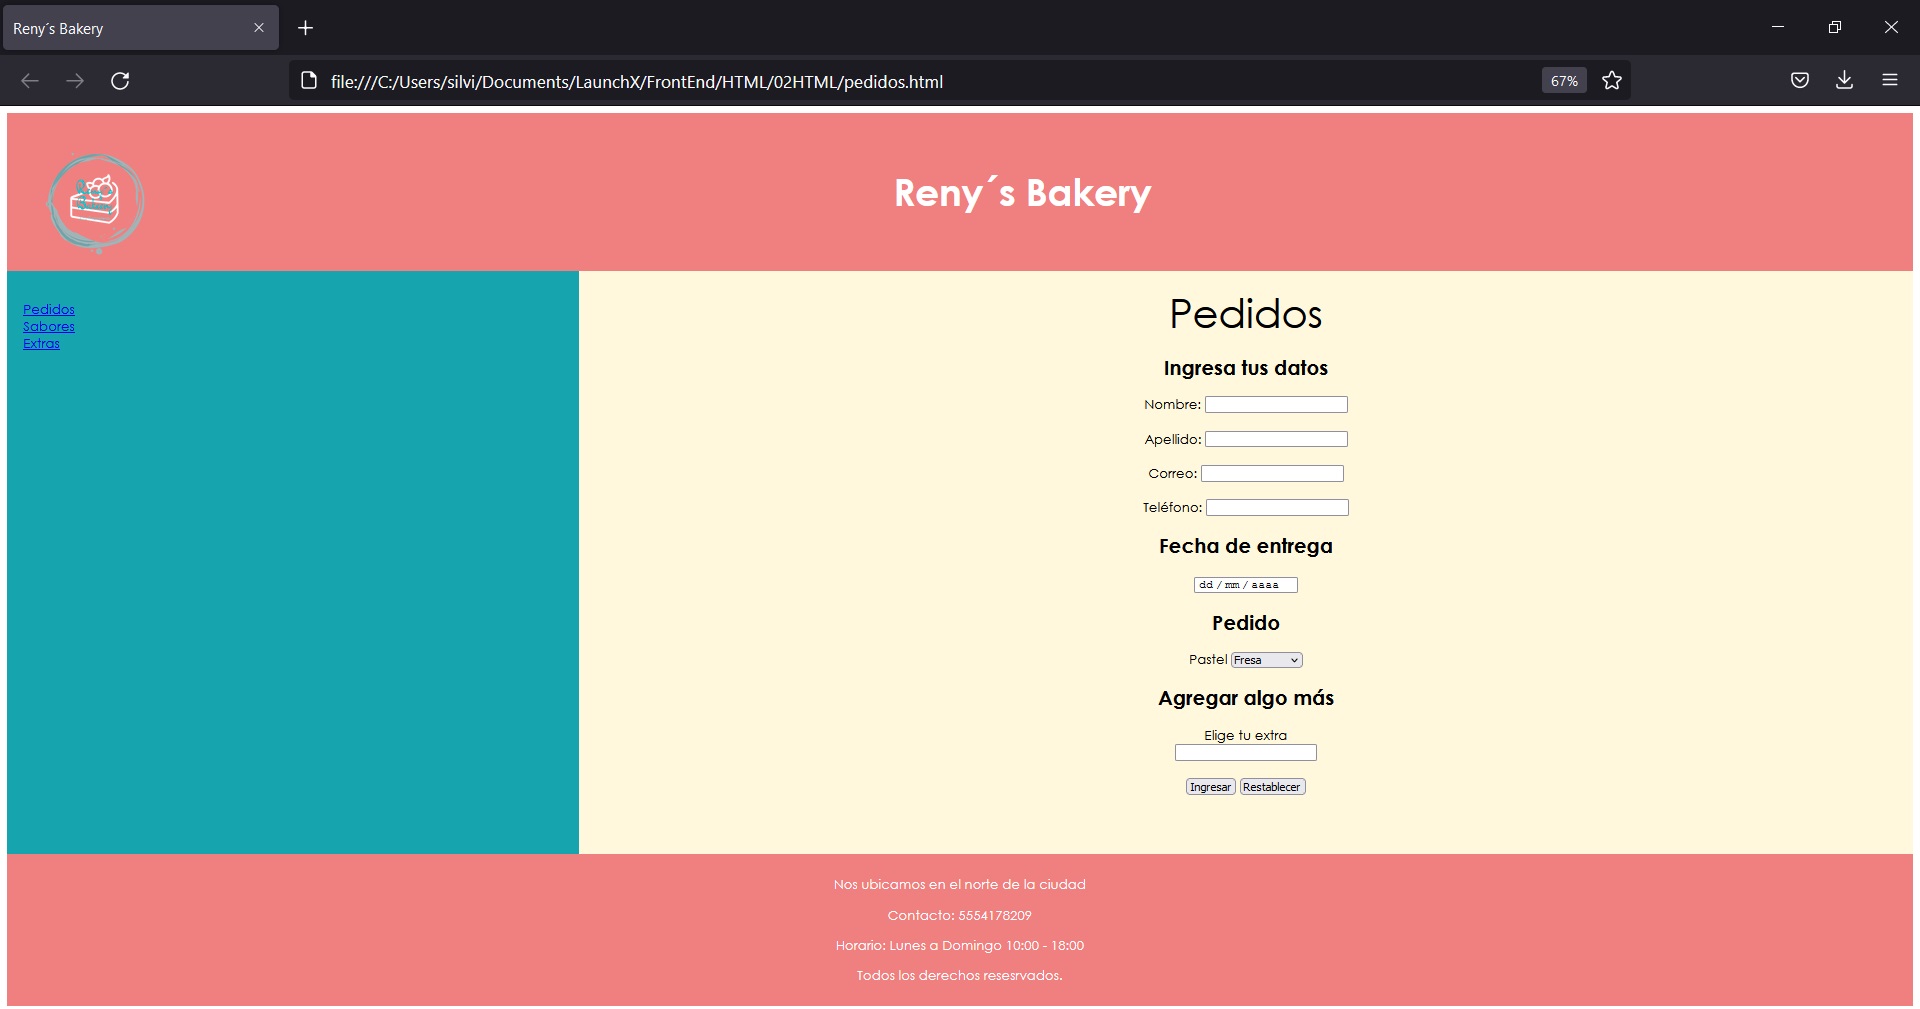 Reny´s Bakery
file:///C:/Users/silvi/Documents/LaunchX/FrontEnd/HTML/02HTML/pedidos.html
67%
Reny´s Bakery
Pedidos
Sabores
Extras
Pedidos
Ingresa tus datos
Nombre:
Apellido:
Correo:
Teléfono:
Fecha de entrega
dd / mm / aaaa
Pedido
Pastel Fresa
Agregar algo más
Elige tu extra
Ingresar Restablecer
Nos ubicamos en el norte de la ciudad
Contacto: 5554178209
Horario: Lunes a Domingo 10:00 - 18:00
Todos los derechos resesrvados.